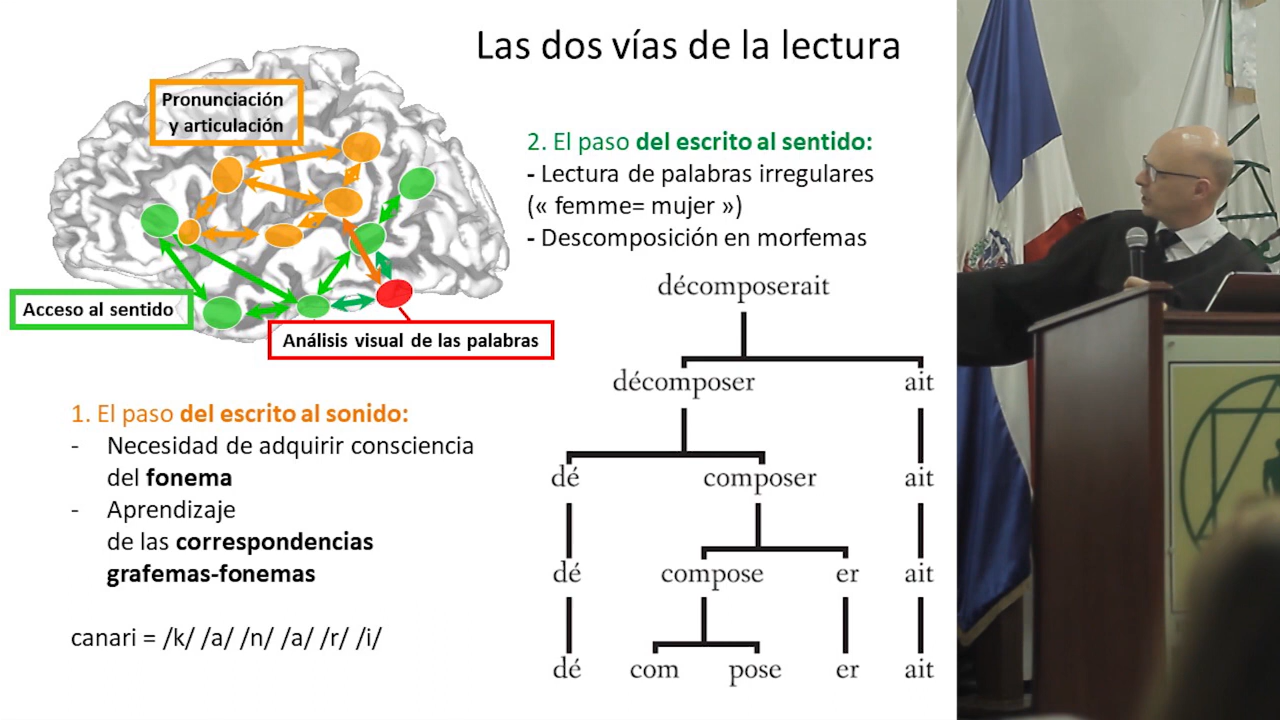 Las dos vías de la lectura
Pronunciación
y articulación
Acceso al sentido
Análisis visual de las palabras
1. El paso del escrito al sonido:
- Necesidad de adquirir consciencia
del fonema
- Aprendizaje
de las correspondencias
grafemas-fonemas
canari = /k/ /a/ /n/ /a/ /r/ /i/
2. El paso del escrito al sentido:
- Lectura de palabras irregulares
(« femme= mujer »)
- Descomposición en morfemas
décomposerait
décomposer ait
dé composer ait
dé compose er ait
dé com pose er ait